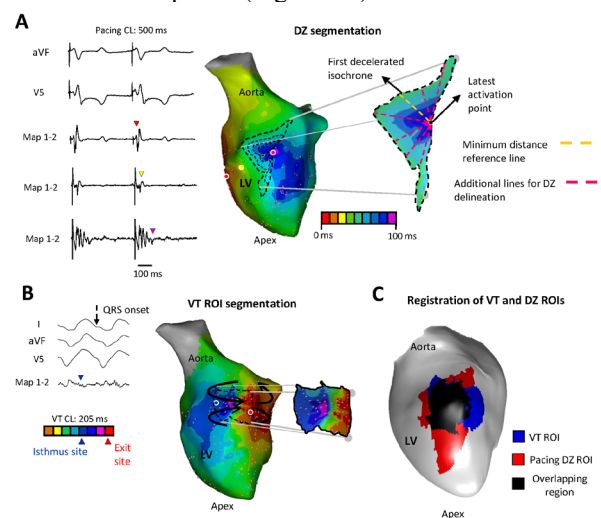 A
Pacing CL: 500 ms
DZ segmentation
aVF
V5
Map 1-2
Map 1-2
Map 1-2
100 ms
Aorta
LV
Apex
0 ms
100 ms
First decelerated
isochrone
Latest
activation
point
Minimum distance
reference line
Additional lines for DZ
delineation
B
QRS onset
VT ROI segmentation
I
aVF
V5
Map 1-2
VT CL: 205 ms
Isthmus site
Exit
site
Aorta
LV
Apex
C
Registration of VT and DZ ROIs
Aorta
LV
Apex
VT ROI
Pacing DZ ROI
Overlapping
region